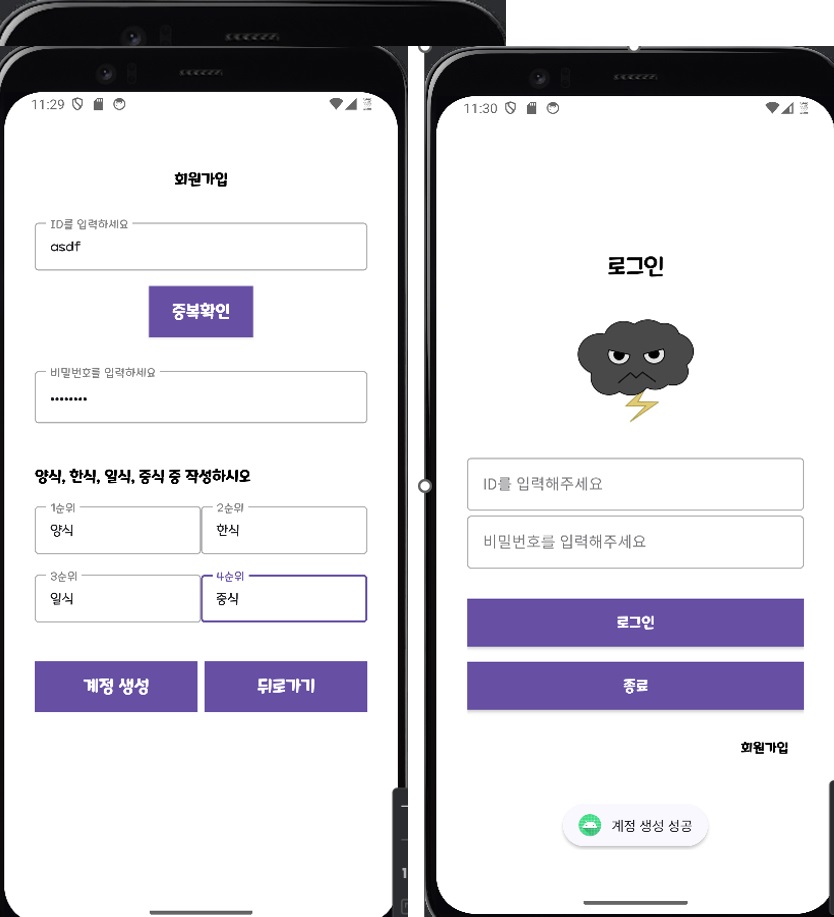 11:29
회원가입
ID를 입력하세요
asdf
중복확인
비밀번호를 입력하세요
••••••••
양식, 한식, 일식, 중식 중 작성하시오
1순위
2순위
양식
한식
3순위
4순위
일식
중식
계정 생성
뒤로가기
11:30
로그인
ID를 입력해주세요
비밀번호를 입력해주세요
로그인
종료
회원가입
계정 생성 성공